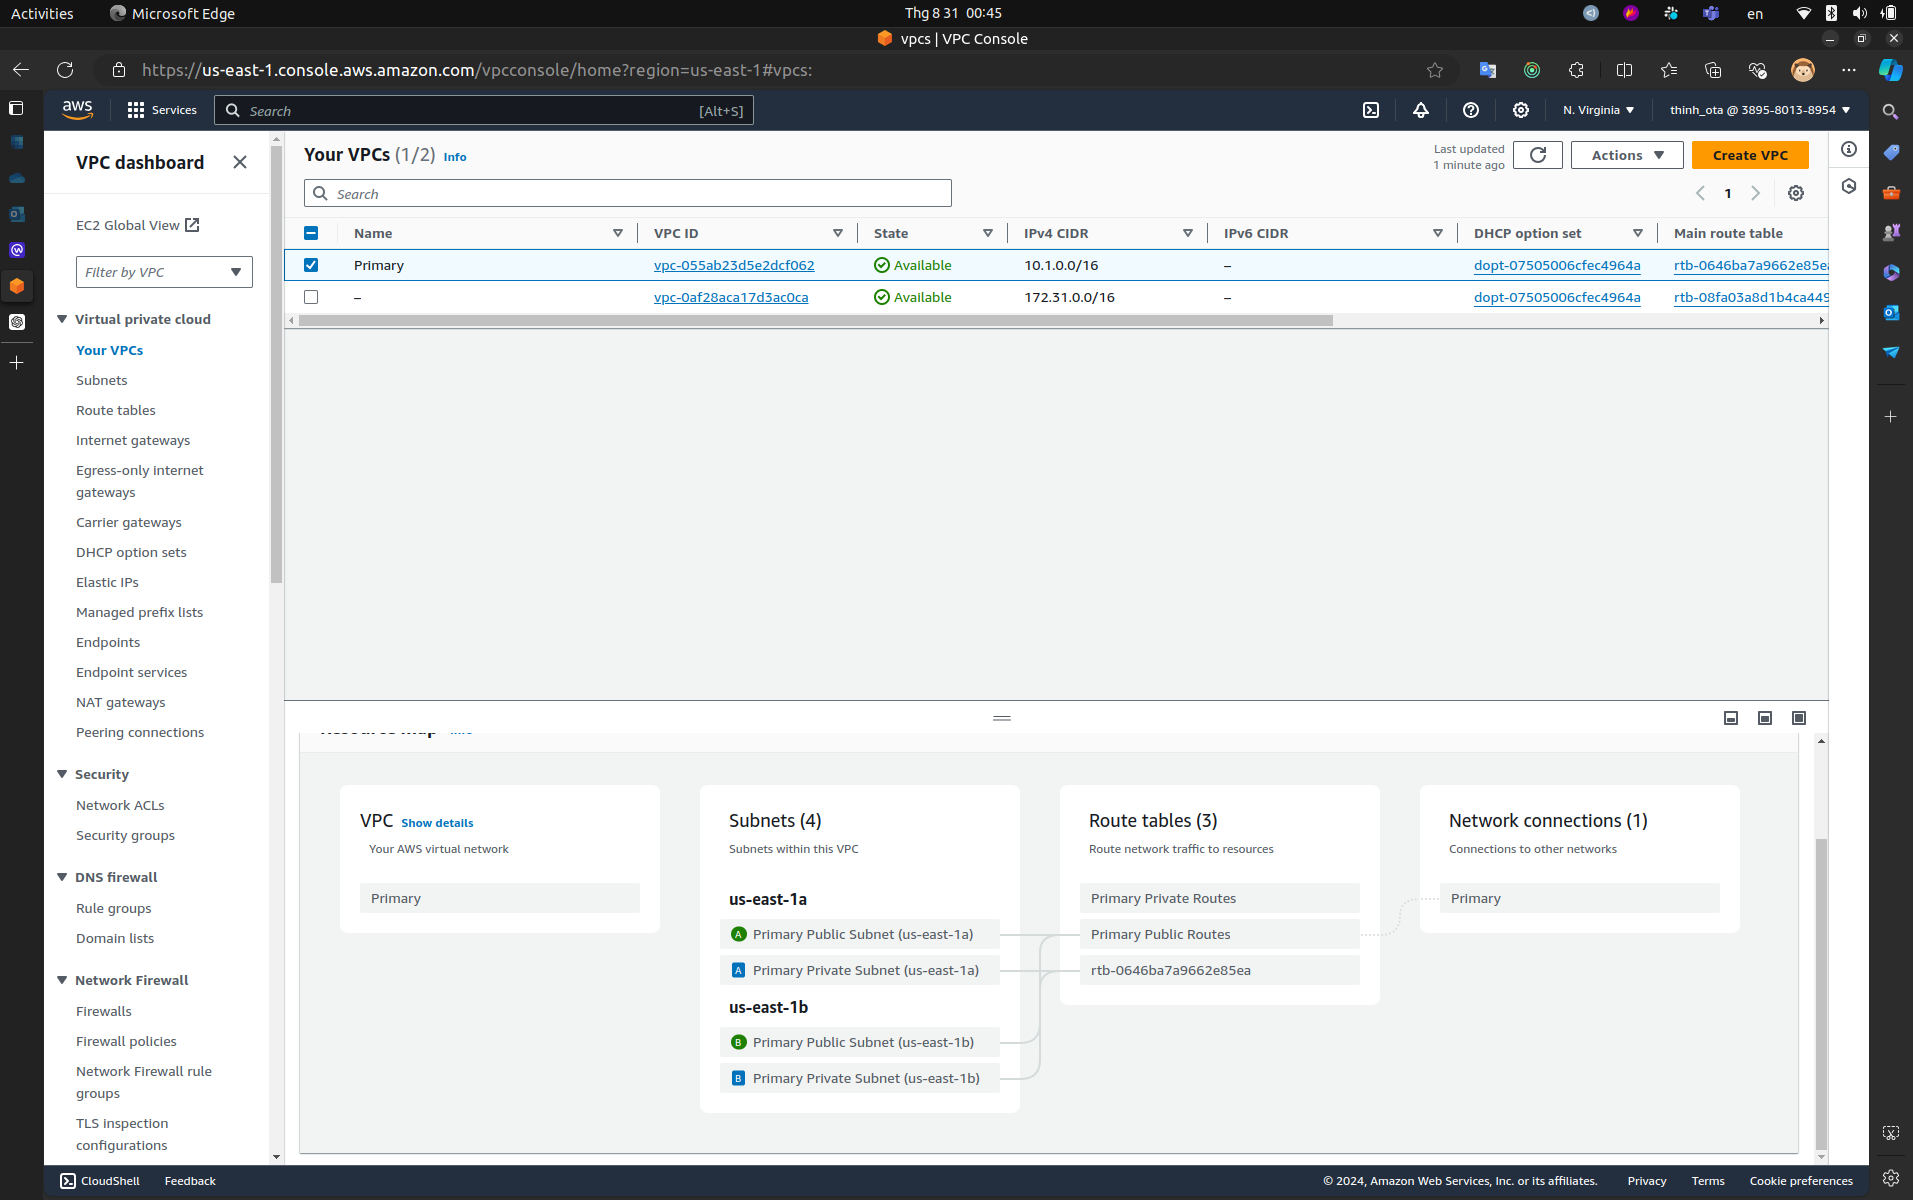 Activities
Microsoft Edge
Thg 8 31 00:45
en
vpcs | VPC Console
https://us-east-1.console.aws.amazon.com/vpcconsole/home?region=us-east-1#vpcs:
aws
Services
Search
[Alt+S]
N. Virginia
thinh_ota @ 3895-8013-8954
VPC dashboard
EC2 Global View
Filter by VPC
Virtual private cloud
Your VPCs
Subnets
Route tables
Internet gateways
Egress-only internet
gateways
Carrier gateways
DHCP option sets
Elastic IPs
Managed prefix lists
Endpoints
Endpoint services
NAT gateways
Peering connections
Security
Network ACLs
Security groups
DNS firewall
Rule groups
Domain lists
Network Firewall
Firewalls
Firewall policies
Network Firewall rule
groups
TLS inspection
configurations
Your VPCs (1/2) Info
Last updated
1 minute ago
Actions
Create VPC
Search
1
Name VPC ID State IPv4 CIDR IPv6 CIDR DHCP option set Main route table
Primary vpc-055ab23d5e2dcf062 Available 10.1.0.0/16 – dopt-07505006cfec4964a rtb-0646ba7a9662e85ea
– vpc-0af28aca17d3ac0ca Available 172.31.0.0/16 – dopt-07505006cfec4964a rtb-08fa03a8d1b4ca449
VPC Show details
Your AWS virtual network
Primary
Subnets (4)
Subnets within this VPC
us-east-1a
A Primary Public Subnet (us-east-1a)
A Primary Private Subnet (us-east-1a)
us-east-1b
B Primary Public Subnet (us-east-1b)
B Primary Private Subnet (us-east-1b)
Route tables (3)
Route network traffic to resources
Primary Private Routes
Primary Public Routes
rtb-0646ba7a9662e85ea
Network connections (1)
Connections to other networks
Primary
CloudShell
Feedback
© 2024, Amazon Web Services, Inc. or its affiliates.
Privacy
Terms
Cookie preferences